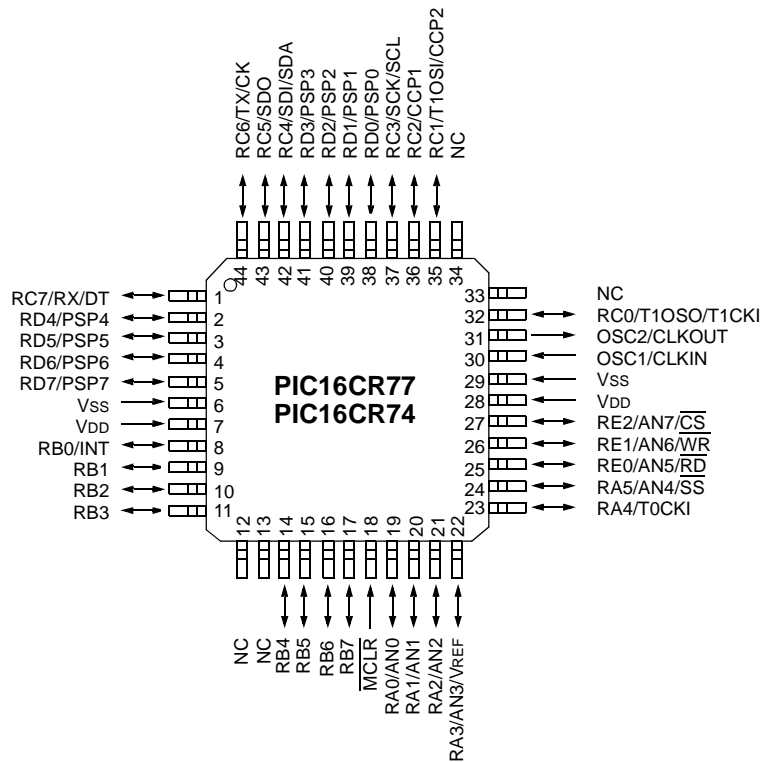 RC6/TX/CK
RC5/SDO
RC4/SDI/SDA
RD3/PSP3
RD2/PSP2
RD1/PSP1
RD0/PSP0
RC3/SCK/SCL
RC2/CCP1
RC1/T1OSI/CCP2
NC
44
43
42
41
40
39
38
37
36
35
34
RC7/RX/DT 1
RD4/PSP4 2
RD5/PSP5 3
RD6/PSP6 4
RD7/PSP7 5
VSS 6
VDD 7
RB0/INT 8
RB1 9
RB2 10
RB3 11
PIC16CR77
PIC16CR74
33 NC
32 RC0/T1OSO/T1CKI
31 OSC2/CLKOUT
30 OSC1/CLKIN
29 VSS
28 VDD
27 RE2/AN7/CS
26 RE1/AN6/WR
25 RE0/AN5/RD
24 RA5/AN4/SS
23 RA4/T0CKI
12
13
14
15
16
17
18
19
20
21
22
NC
NC
RB4
RB5
RB6
RB7
MCLR
RA0/AN0
RA1/AN1
RA2/AN2
RA3/AN3/VREF